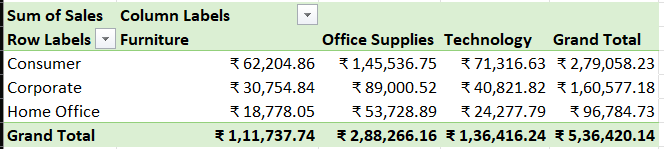 Sum of Sales Column Labels
Row Labels Furniture Office Supplies Technology Grand Total
Consumer ₹ 62,204.86 ₹ 1,45,536.75 ₹ 71,316.63 ₹ 2,79,058.23
Corporate ₹ 30,754.84 ₹ 89,000.52 ₹ 40,821.82 ₹ 1,60,577.18
Home Office ₹ 18,778.05 ₹ 53,728.89 ₹ 24,277.79 ₹ 96,784.73
Grand Total ₹ 1,11,737.74 ₹ 2,88,266.16 ₹ 1,36,416.24 ₹ 5,36,420.14